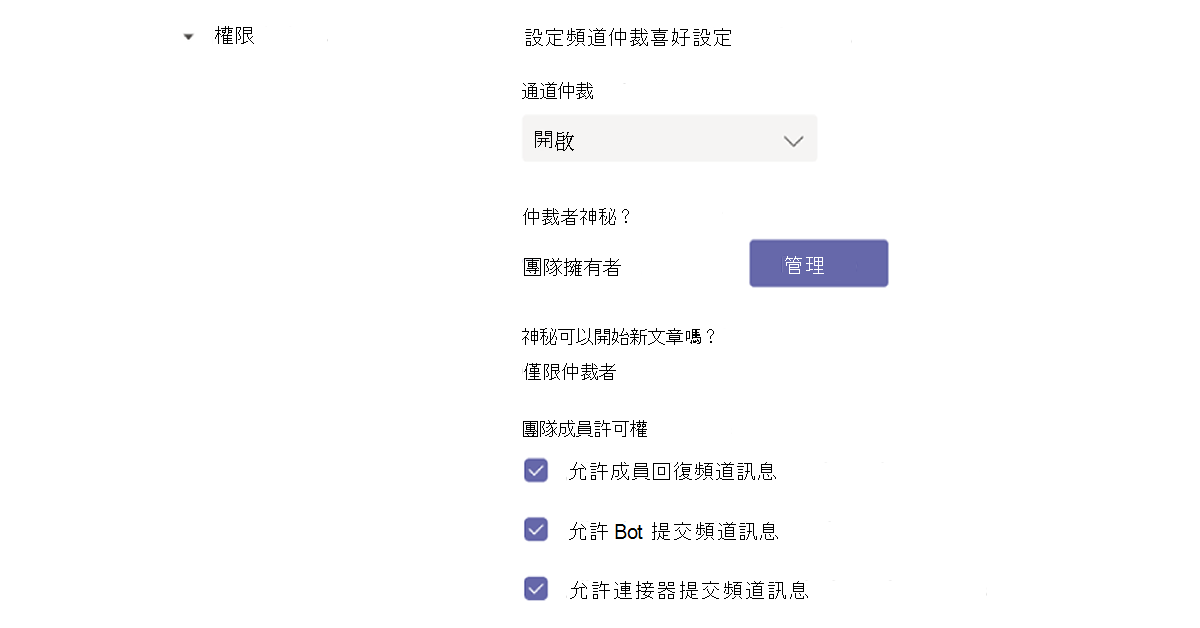 權限
設定頻道仲裁喜好設定
通道仲裁
開啟
仲裁者神秘？
團隊擁有者
管理
神秘可以開始新文章嗎？
僅限仲裁者
團隊成員許可權
允許成員回復頻道訊息
允許 Bot 提交頻道訊息
允許連接器提交頻道訊息